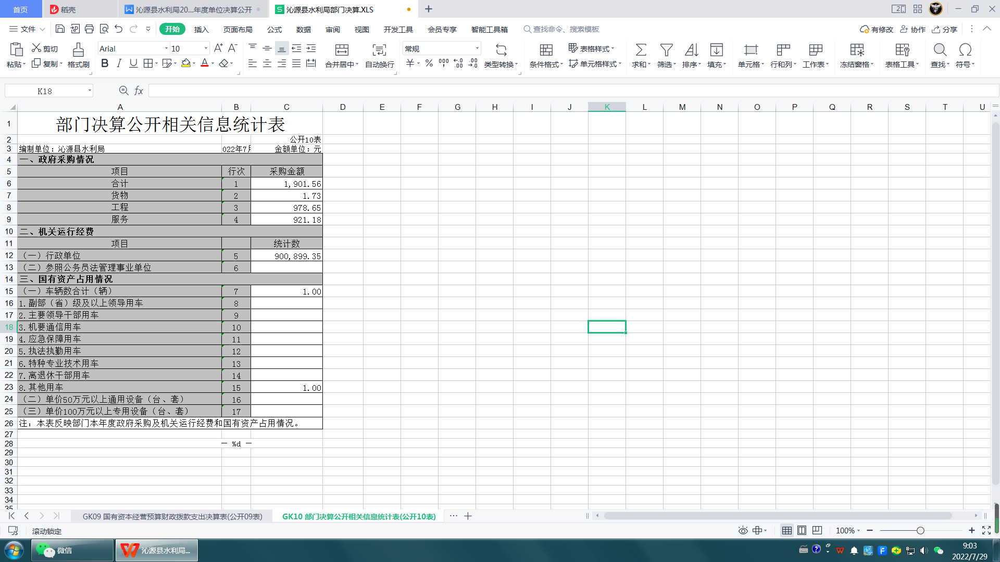 首页 稻壳 沁源县水利局20...年度单位决算公开 沁源县水利局部门决算.XLS
文件 开始 插入 页面布局 公式 数据 审阅 视图 开发工具 会员专享 智能工具箱 查找命令、搜索模板 有修改 协作 分享
剪切 Arial 10 常规 表格样式
粘贴 复制 格式刷 合并居中 自动换行 类型转换 条件格式 单元格样式 求和 筛选 排序 填充 单元格 行和列 工作表 冻结窗格 表格工具 查找 符号
K18 fx
A B C D E F G H I J K L M N O P Q R S T U
1 部门决算公开相关信息统计表
2 公开10表
3 编制单位：沁源县水利局 022年7月 金额单位：元
4 一、政府采购情况
5 项目 行次 采购金额
6 合计 1 1,901.56
7 货物 2 1.73
8 工程 3 978.65
9 服务 4 921.18
10 二、机关运行经费
11 项目 统计数
12 （一）行政单位 5 900,899.35
13 （二）参照公务员法管理事业单位 6
14 三、国有资产占用情况
15 （一）车辆数合计（辆） 7 1.00
16 1.副部（省）级及以上领导用车 8
17 2.主要领导干部用车 9
18 3.机要通信用车 10
19 4.应急保障用车 11
20 5.执法执勤用车 12
21 6.特种专业技术用车 13
22 7.离退休干部用车 14
23 8.其他用车 15 1.00
24 （二）单价50万元以上通用设备（台、套） 16
25 （三）单价100万元以上专用设备（台、套） 17
26 注：本表反映部门本年度政府采购及机关运行经费和国有资产占用情况。
27
28 — %d —
29
30
31
32
33
34
35
GK09 国有资本经营预算财政拨款支出决算表(公开09表) GK10 部门决算公开相关信息统计表(公开10表) ...
滚动锁定 100%
微信 沁源县水利局... 9:03
2022/7/29